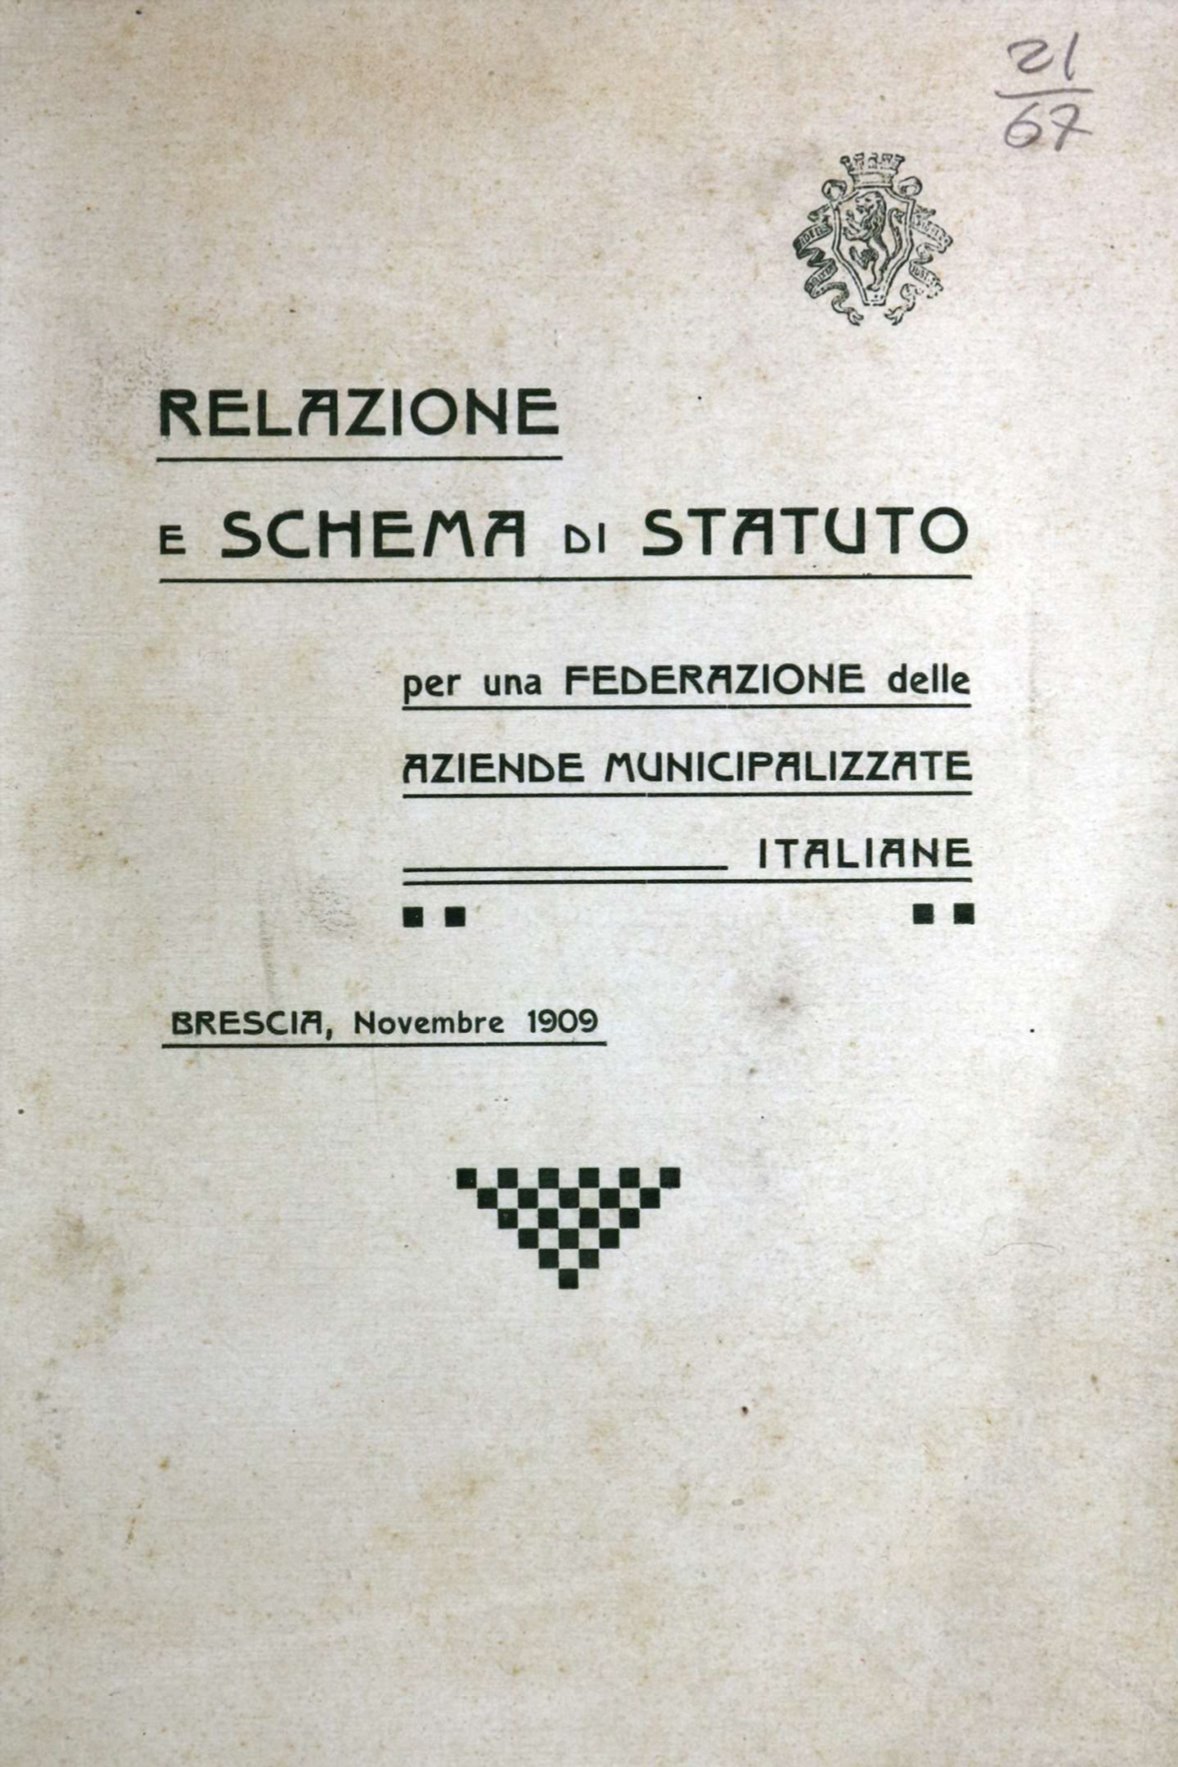 21
67
RELAZIONE
E SCHEMA DI STATUTO
per una FEDERAZIONE delle
AZIENDE MUNICIPALIZZATE
ITALIANE
BRESCIA, Novembre 1909